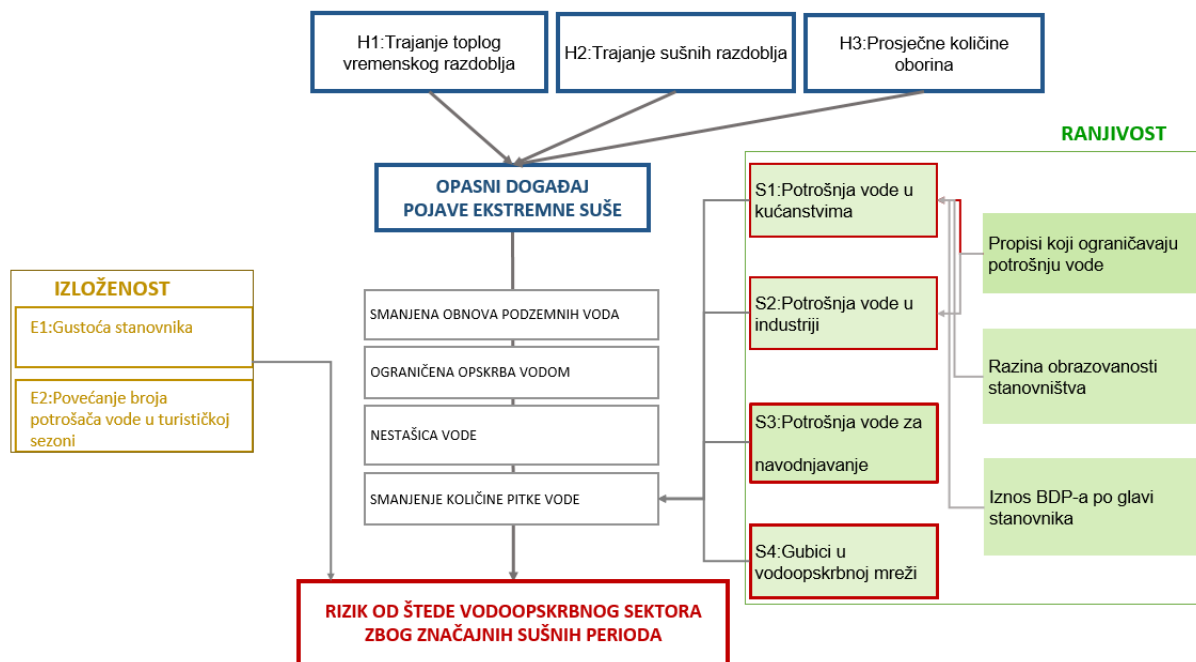 H1:Trajanje toplog
vremenskog razdoblja
H2:Trajanje sušnih razdoblja
H3:Prosječne količine
oborina
RANJIVOST
OPASNI DOGAĐAJ
POJAVE EKSTREMNE SUŠE
S1:Potrošnja vode u
kućanstvima
Propisi koji ograničavaju
potrošnju vode
IZLOŽENOST
E1:Gustoća stanovnika
E2:Povećanje broja
potrošača vode u turističkoj
sezoni
SMANJENA OBNOVA PODZEMNIH VODA
OGRANIČENA OPSKRBA VODOM
NESTAŠICA VODE
SMANJENJE KOLIČINE PITKE VODE
S2:Potrošnja vode u
industriji
Razina obrazovanosti
stanovništva
S3:Potrošnja vode za
navodnjavanje
Iznos BDP-a po glavi
stanovnika
S4:Gubici u
vodoopskrbnoj mreži
RIZIK OD ŠTEDE VODOOPSKRBNOG SEKTORA
ZBOG ZNAČAJNIH SUŠNIH PERIODA